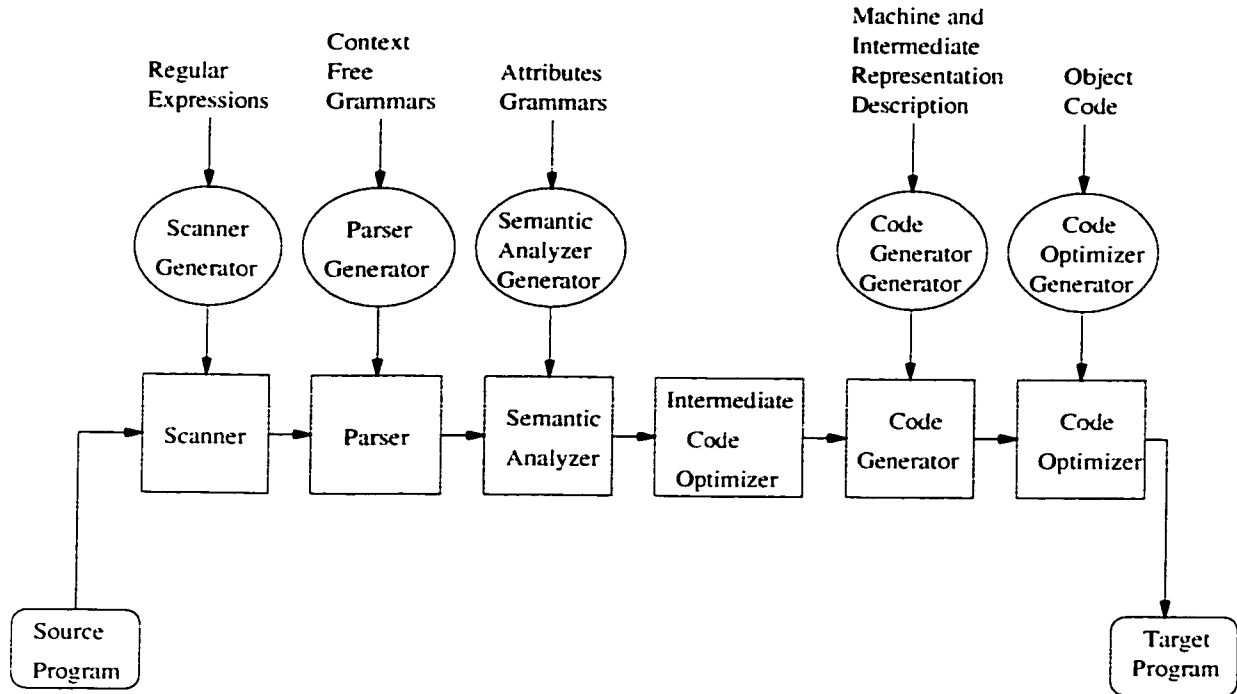 Regular
Expressions
Context
Free
Grammars
Attributes
Grammars
Machine and
Intermediate
Representation
Description
Object
Code
Scanner
Generator
Parser
Generator
Semantic
Analyzer
Generator
Code
Generator
Generator
Code
Optimizer
Generator
Scanner
Parser
Semantic
Analyzer
Intermediate
Code
Optimizer
Code
Generator
Code
Optimizer
Source
Program
Target
Program